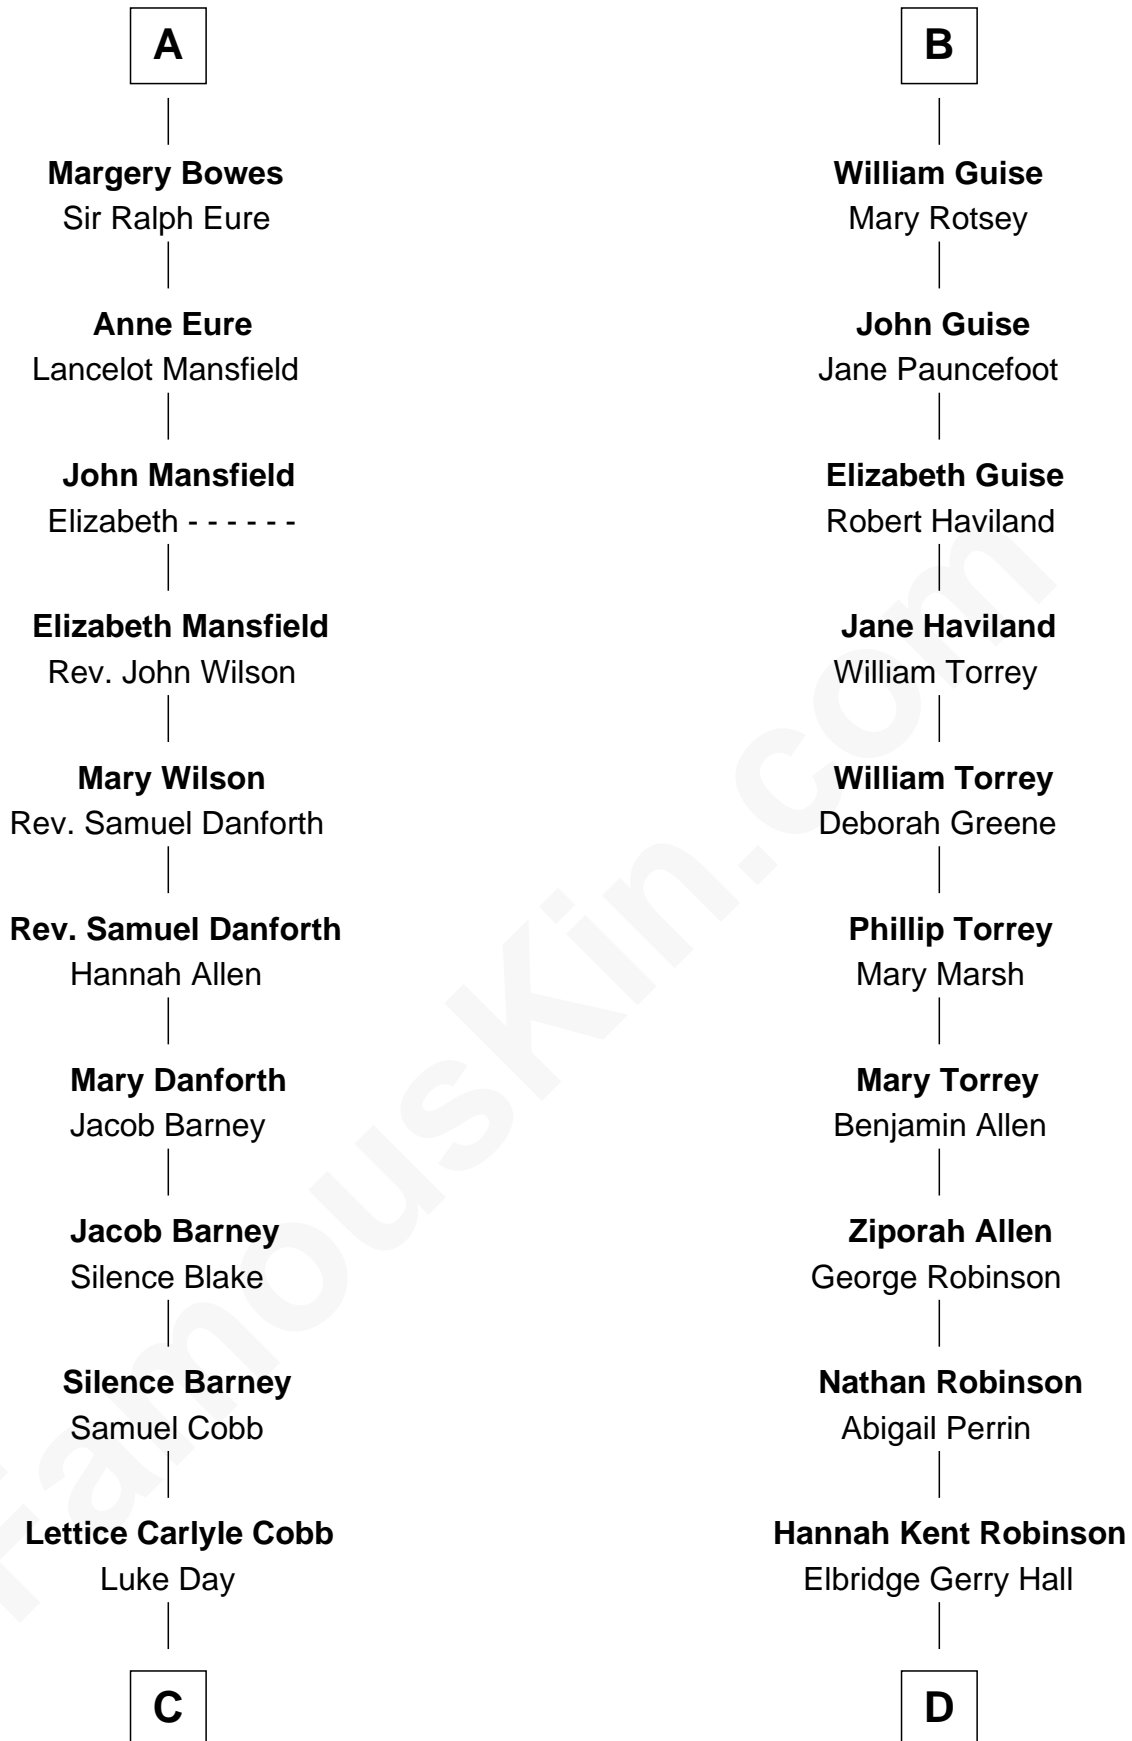 A
Margery Bowes
Sir Ralph Eure
Anne Eure
Lancelot Mansfield
John Mansfield
Elizabeth - - - - - -
Elizabeth Mansfield
Rev. John Wilson
Mary Wilson
Rev. Samuel Danforth
Rev. Samuel Danforth
Hannah Allen
Mary Danforth
Jacob Barney
Jacob Barney
Silence Blake
Silence Barney
Samuel Cobb
Lettice Carlyle Cobb
Luke Day
C
B
William Guise
Mary Rotsey
John Guise
Jane Pauncefoot
Elizabeth Guise
Robert Haviland
Jane Haviland
William Torrey
William Torrey
Deborah Greene
Phillip Torrey
Mary Marsh
Mary Torrey
Benjamin Allen
Ziporah Allen
George Robinson
Nathan Robinson
Abigail Perrin
Hannah Kent Robinson
Elbridge Gerry Hall
D
FamousKin.com